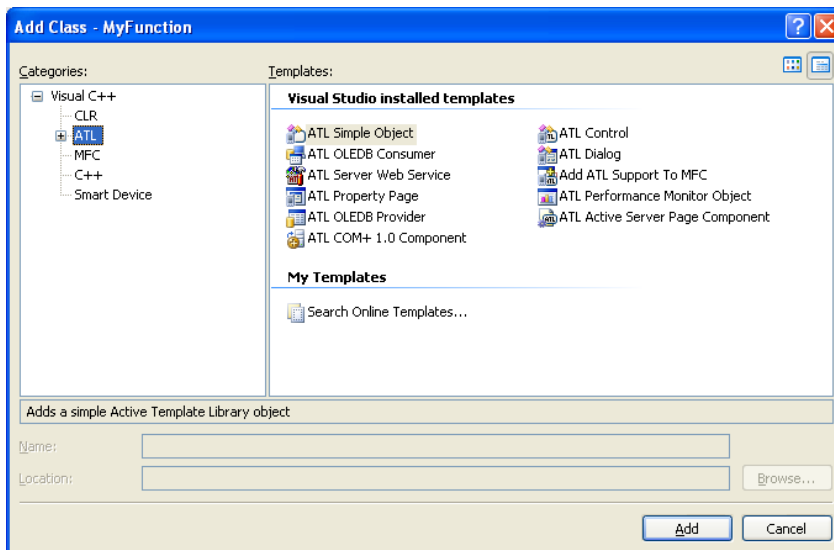 Add Class - MyFunction
Categories:
Templates:
Visual C++
CLR
ATL
MFC
C++
Smart Device
Visual Studio installed templates
ATL Simple Object
ATL OLEDB Consumer
ATL Server Web Service
ATL Property Page
ATL OLEDB Provider
ATL COM+ 1.0 Component
ATL Control
ATL Dialog
Add ATL Support To MFC
ATL Performance Monitor Object
ATL Active Server Page Component
My Templates
Search Online Templates...
Adds a simple Active Template Library object
Name:
Location:
Browse...
Add
Cancel